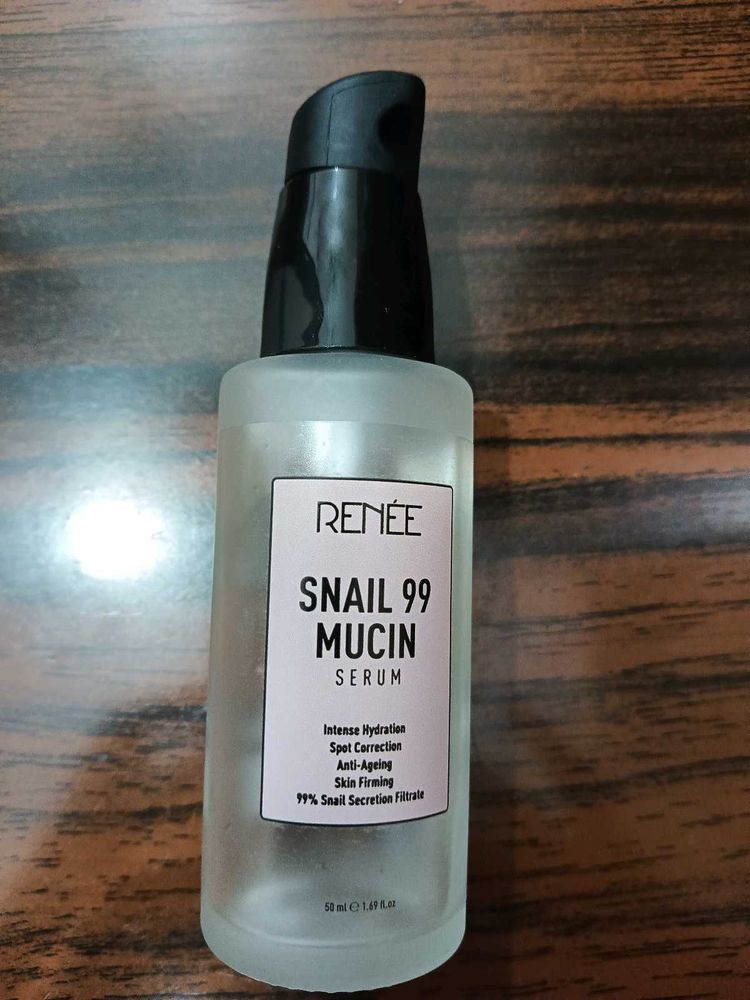 RENÉE
SNAIL 99
MUCIN
SERUM
Intense Hydration
Spot Correction
Anti-Ageing
Skin Firming
99% Snail Secretion Filtrate
50 ml ℮ 1.69 fl.oz